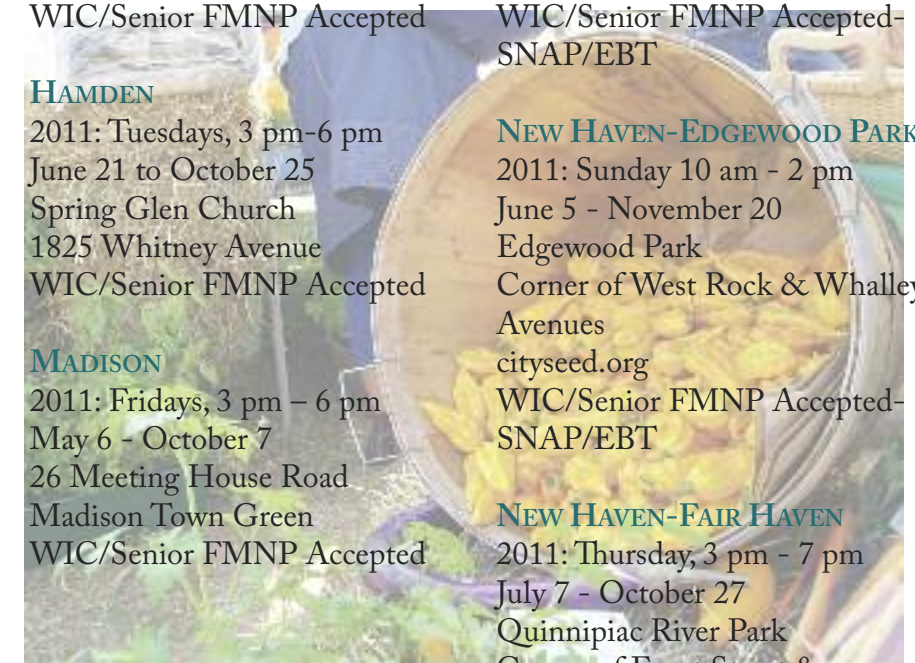 WIC/Senior FMNP Accepted
HAMDEN
2011: Tuesdays, 3 pm-6 pm
June 21 to October 25
Spring Glen Church
1825 Whitney Avenue
WIC/Senior FMNP Accepted
MADISON
2011: Fridays, 3 pm – 6 pm
May 6 - October 7
26 Meeting House Road
Madison Town Green
WIC/Senior FMNP Accepted
WIC/Senior FMNP Accepted-
SNAP/EBT
NEW HAVEN-EDGEWOOD PARK
2011: Sunday 10 am - 2 pm
June 5 - November 20
Edgewood Park
Corner of West Rock & Whalley
Avenues
cityseed.org
WIC/Senior FMNP Accepted-
SNAP/EBT
NEW HAVEN-FAIR HAVEN
2011: Thursday, 3 pm - 7 pm
July 7 - October 27
Quinnipiac River Park